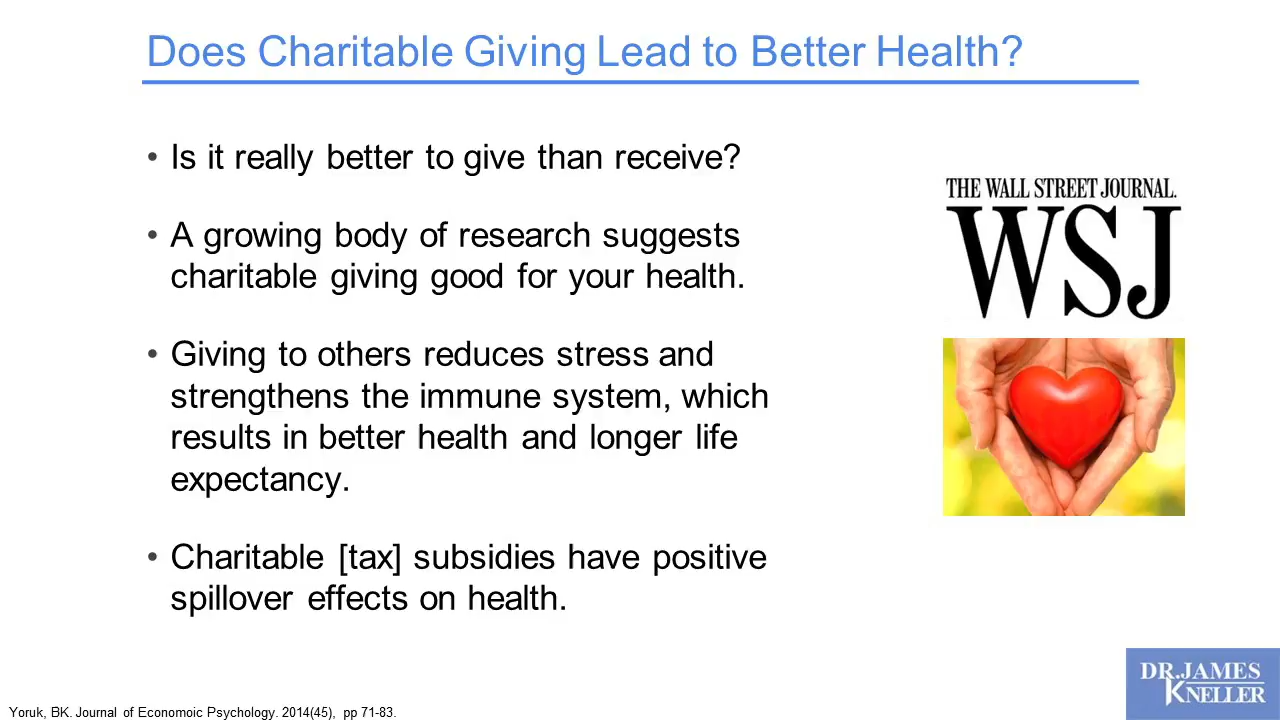 Does Charitable Giving Lead to Better Health?
• Is it really better to give than receive?
• A growing body of research suggests
charitable giving good for your health.
• Giving to others reduces stress and
strengthens the immune system, which
results in better health and longer life
expectancy.
• Charitable [tax] subsidies have positive
spillover effects on health.
THE WALL STREET JOURNAL.
WSJ
DR.JAMES
KNELLER
Yoruk, BK. Journal of Economoic Psychology. 2014(45), pp 71-83.